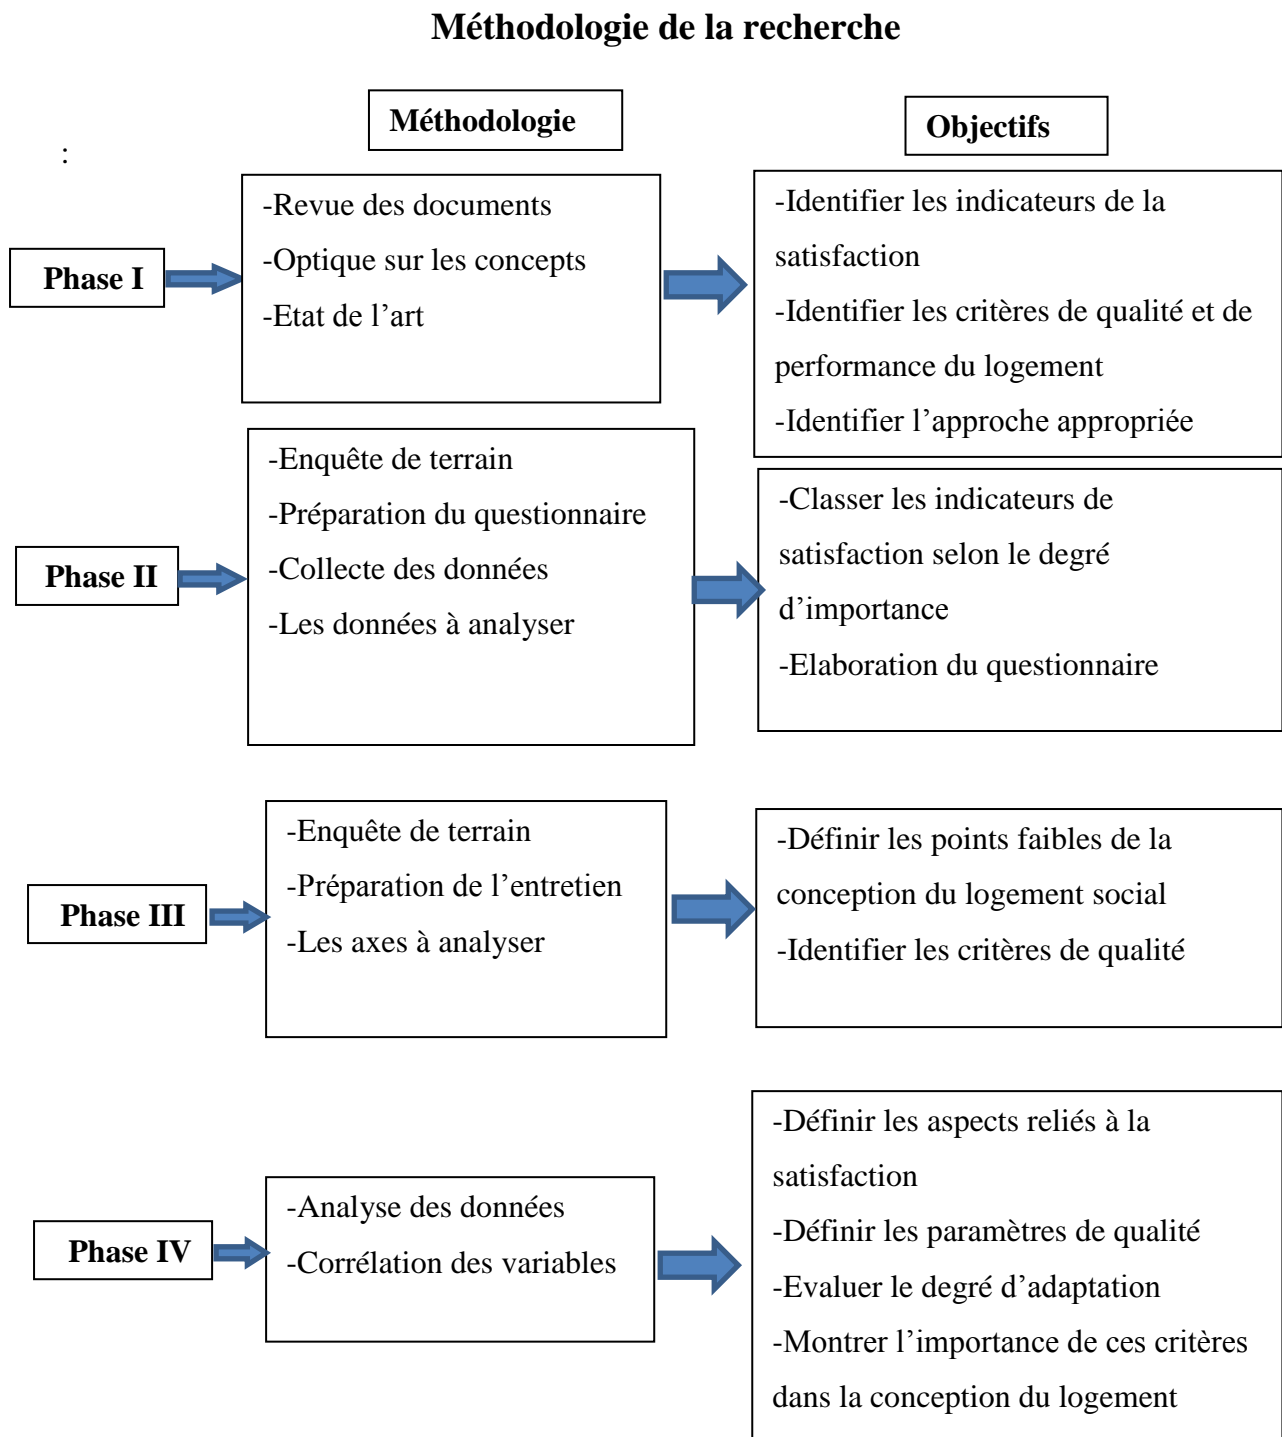 Méthodologie de la recherche
Méthodologie
Objectifs
:
Phase I
-Revue des documents
-Optique sur les concepts
-Etat de l’art
-Identifier les indicateurs de la
satisfaction
-Identifier les critères de qualité et de
performance du logement
-Identifier l’approche appropriée
Phase II
-Enquête de terrain
-Préparation du questionnaire
-Collecte des données
-Les données à analyser
-Classer les indicateurs de
satisfaction selon le degré
d’importance
-Elaboration du questionnaire
Phase III
-Enquête de terrain
-Préparation de l’entretien
-Les axes à analyser
-Définir les points faibles de la
conception du logement social
-Identifier les critères de qualité
Phase IV
-Analyse des données
-Corrélation des variables
-Définir les aspects reliés à la
satisfaction
-Définir les paramètres de qualité
-Evaluer le degré d’adaptation
-Montrer l’importance de ces critères
dans la conception du logement